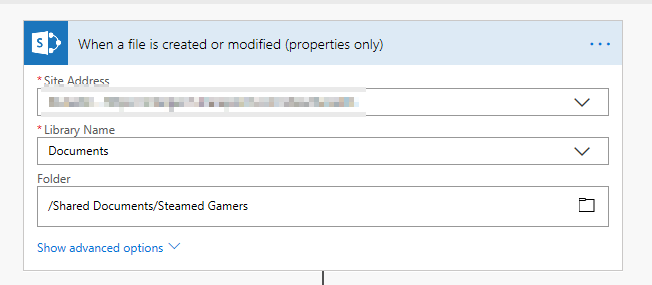 S
When a file is created or modified (properties only)
* Site Address
* Library Name
Documents
Folder
/Shared Documents/Steamed Gamers
Show advanced options